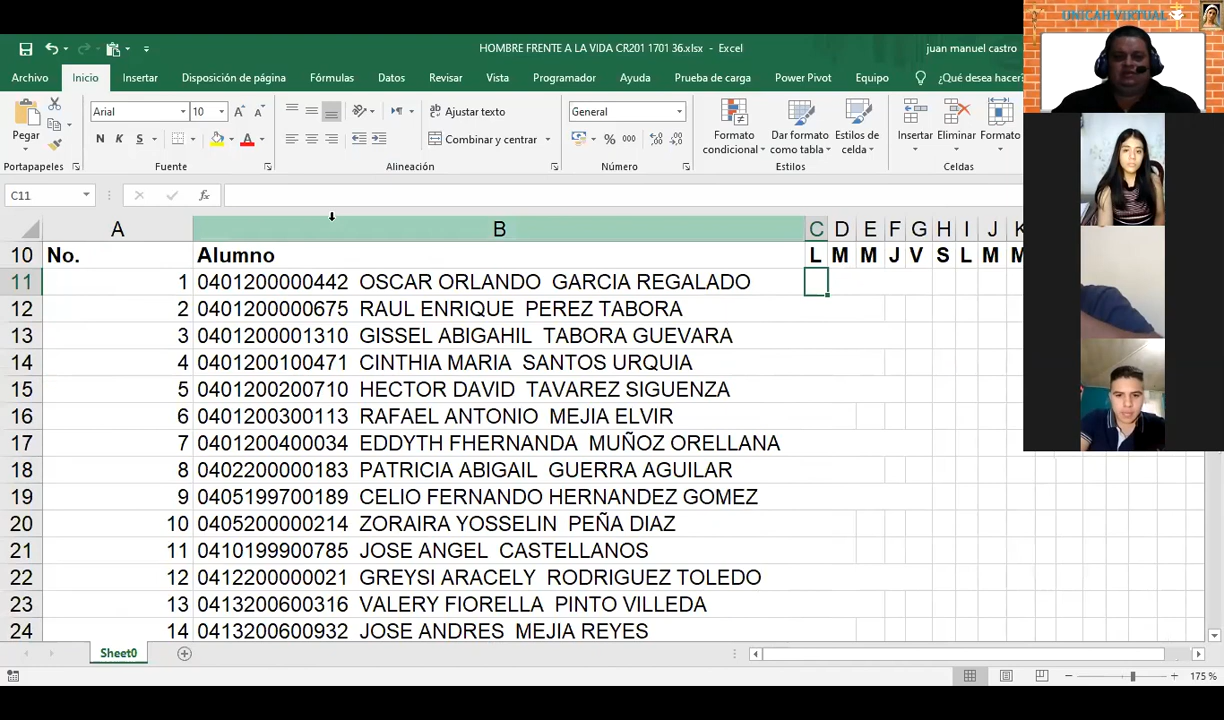 UNICAH VIRTUAL
HOMBRE FRENTE A LA VIDA CR201 1701 36.xlsx - Excel
juan manuel castro
Archivo Inicio Insertar Disposición de página Fórmulas Datos Revisar Vista Programador Ayuda Prueba de carga Power Pivot Equipo ¿Qué desea hacer?
Pegar
Arial 10
N K S
Ajustar texto
Combinar y centrar
General
% 000
Formato condicional
Dar formato como tabla
Estilos de celda
Insertar Eliminar Formato
Portapapeles Fuente Alineación Número Estilos Celdas
C11 fx
A B C D E F G H I J K
10 No. Alumno L M M J V S L M M
11 1 0401200000442 OSCAR ORLANDO GARCIA REGALADO
12 2 0401200000675 RAUL ENRIQUE PEREZ TABORA
13 3 0401200001310 GISSEL ABIGAHIL TABORA GUEVARA
14 4 0401200100471 CINTHIA MARIA SANTOS URQUIA
15 5 0401200200710 HECTOR DAVID TAVAREZ SIGUENZA
16 6 0401200300113 RAFAEL ANTONIO MEJIA ELVIR
17 7 0401200400034 EDDYTH FHERNANDA MUÑOZ ORELLANA
18 8 0402200000183 PATRICIA ABIGAIL GUERRA AGUILAR
19 9 0405199700189 CELIO FERNANDO HERNANDEZ GOMEZ
20 10 0405200000214 ZORAIRA YOSSELIN PEÑA DIAZ
21 11 0410199900785 JOSE ANGEL CASTELLANOS
22 12 0412200000021 GREYSI ARACELY RODRIGUEZ TOLEDO
23 13 0413200600316 VALERY FIORELLA PINTO VILLEDA
24 14 0413200600932 JOSE ANDRES MEJIA REYES
Sheet0
175 %